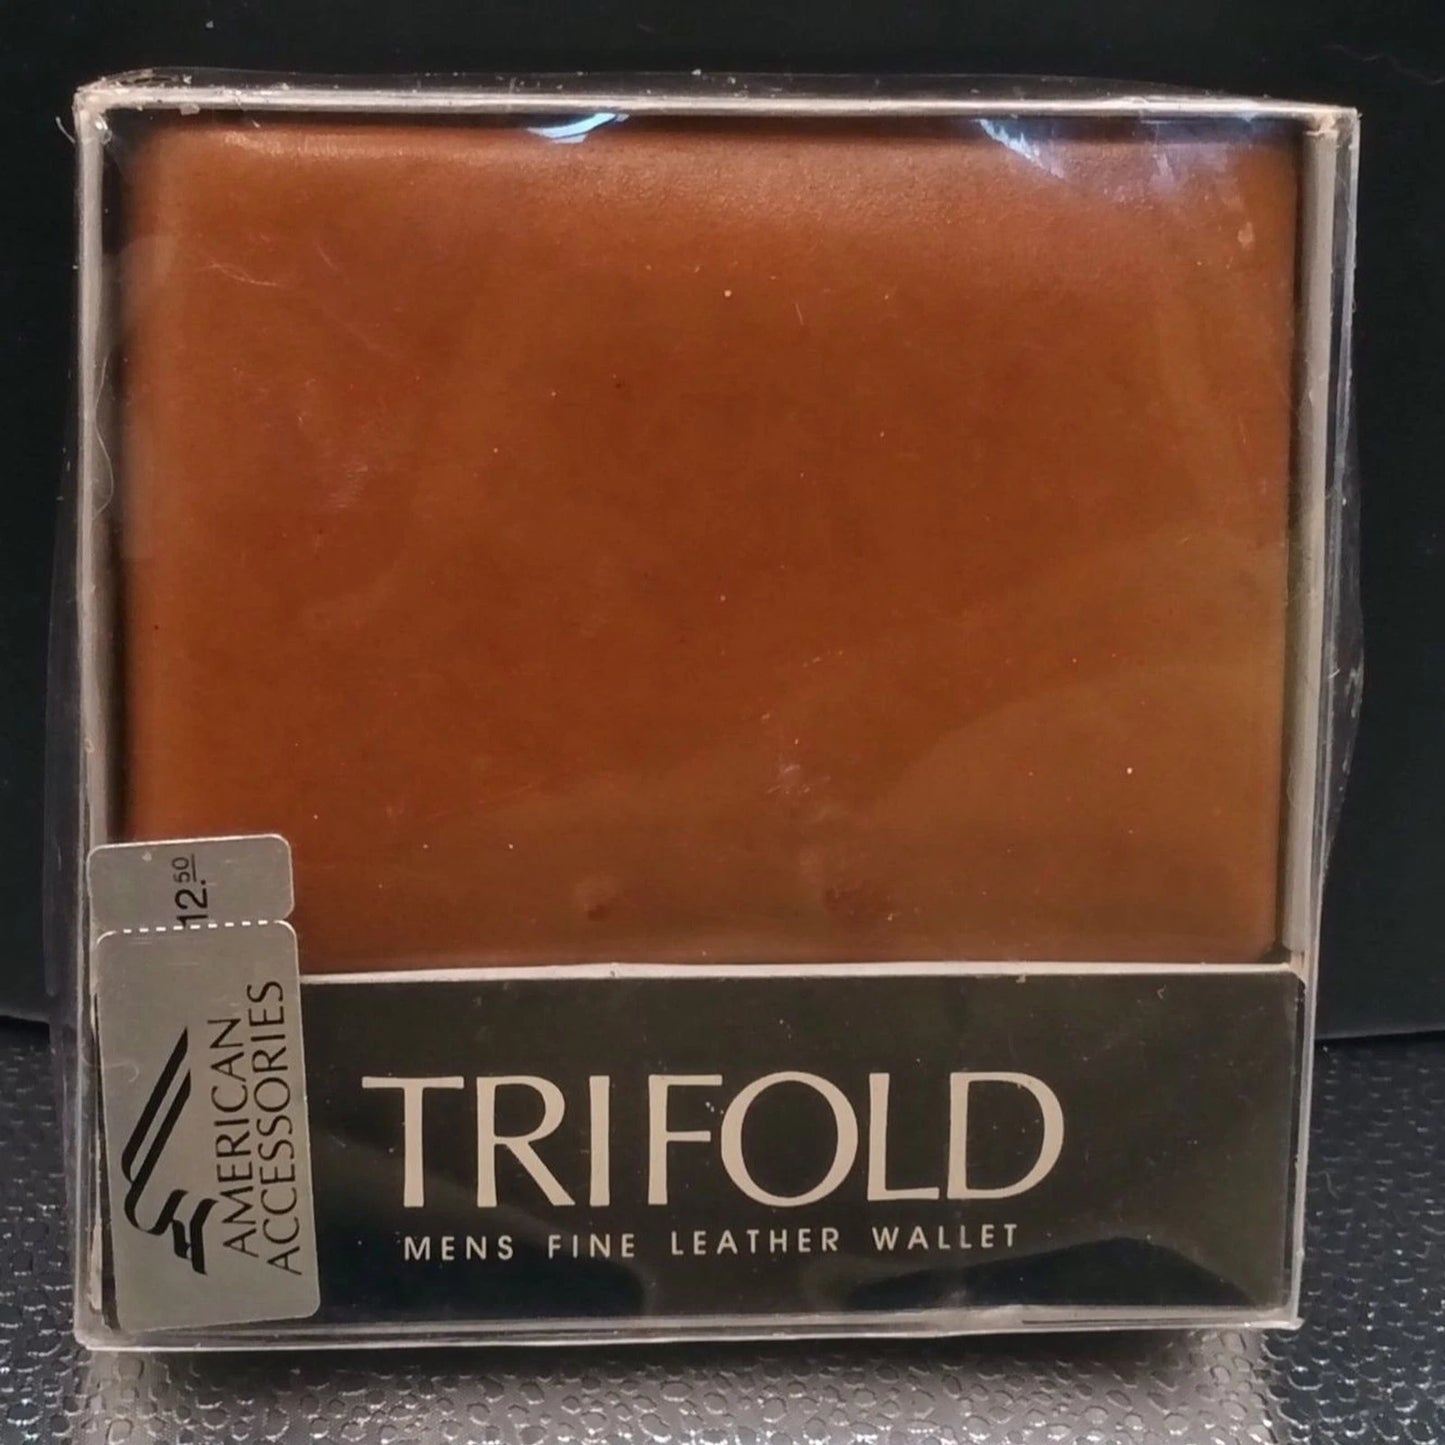 12.50
AMERICAN
ACCESSORIES
TRIFOLD
MENS FINE LEATHER WALLET